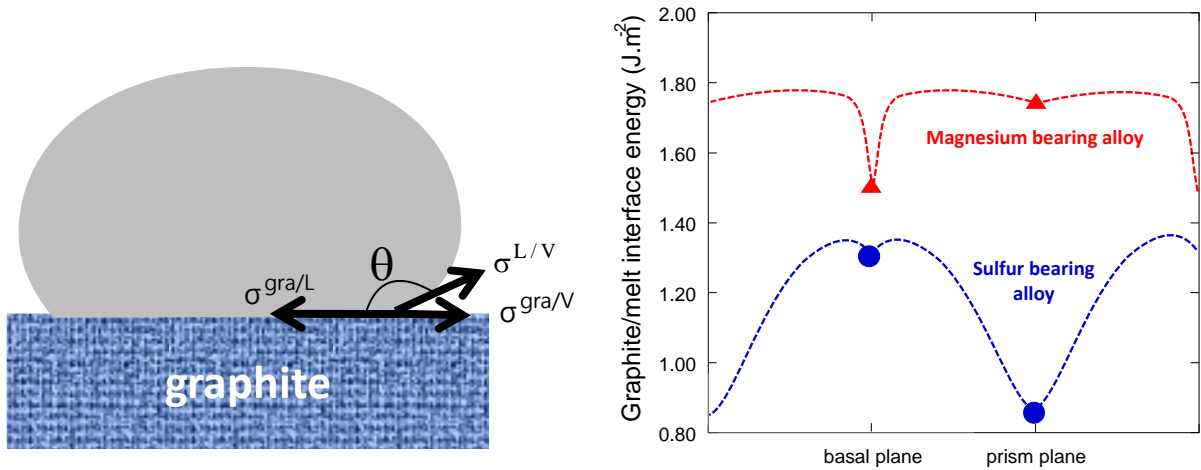 θ
σ^{L/V}
σ^{gra/L}
σ^{gra/V}
graphite
Graphite/melt interface energy (J.m^{-2})
2.00
1.80
1.60
1.40
1.20
1.00
0.80
Magnesium bearing alloy
Sulfur bearing
alloy
basal plane
prism plane